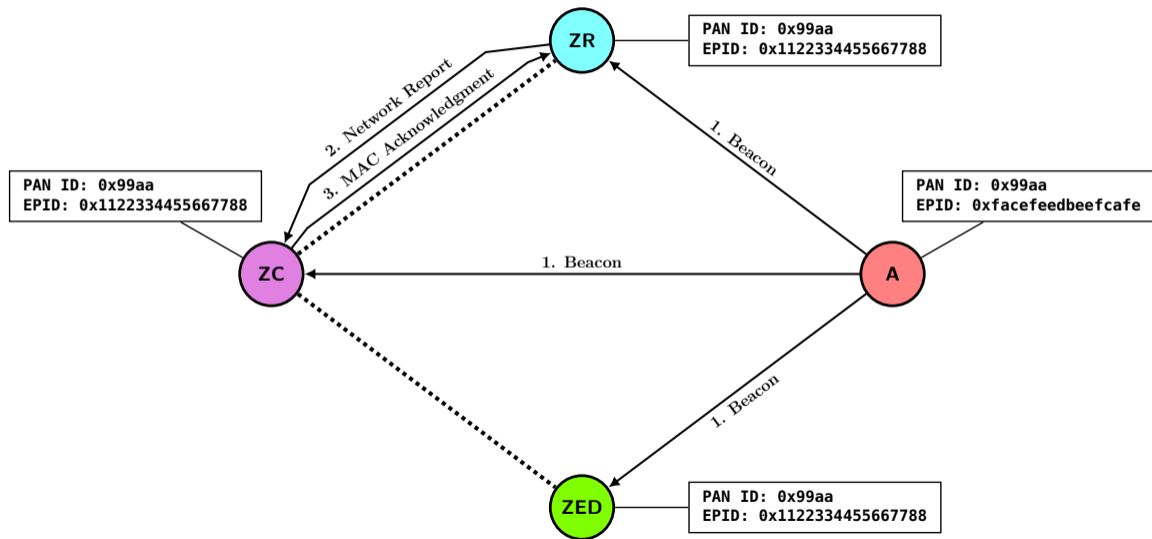 ZR
PAN ID: 0x99aa
EPID: 0x1122334455667788
2. Network Report
3. MAC Acknowledgment
1. Beacon
PAN ID: 0x99aa
EPID: 0x1122334455667788
PAN ID: 0x99aa
EPID: 0xfacefeedbeefcafe
ZC
1. Beacon
A
1. Beacon
ZED
PAN ID: 0x99aa
EPID: 0x1122334455667788